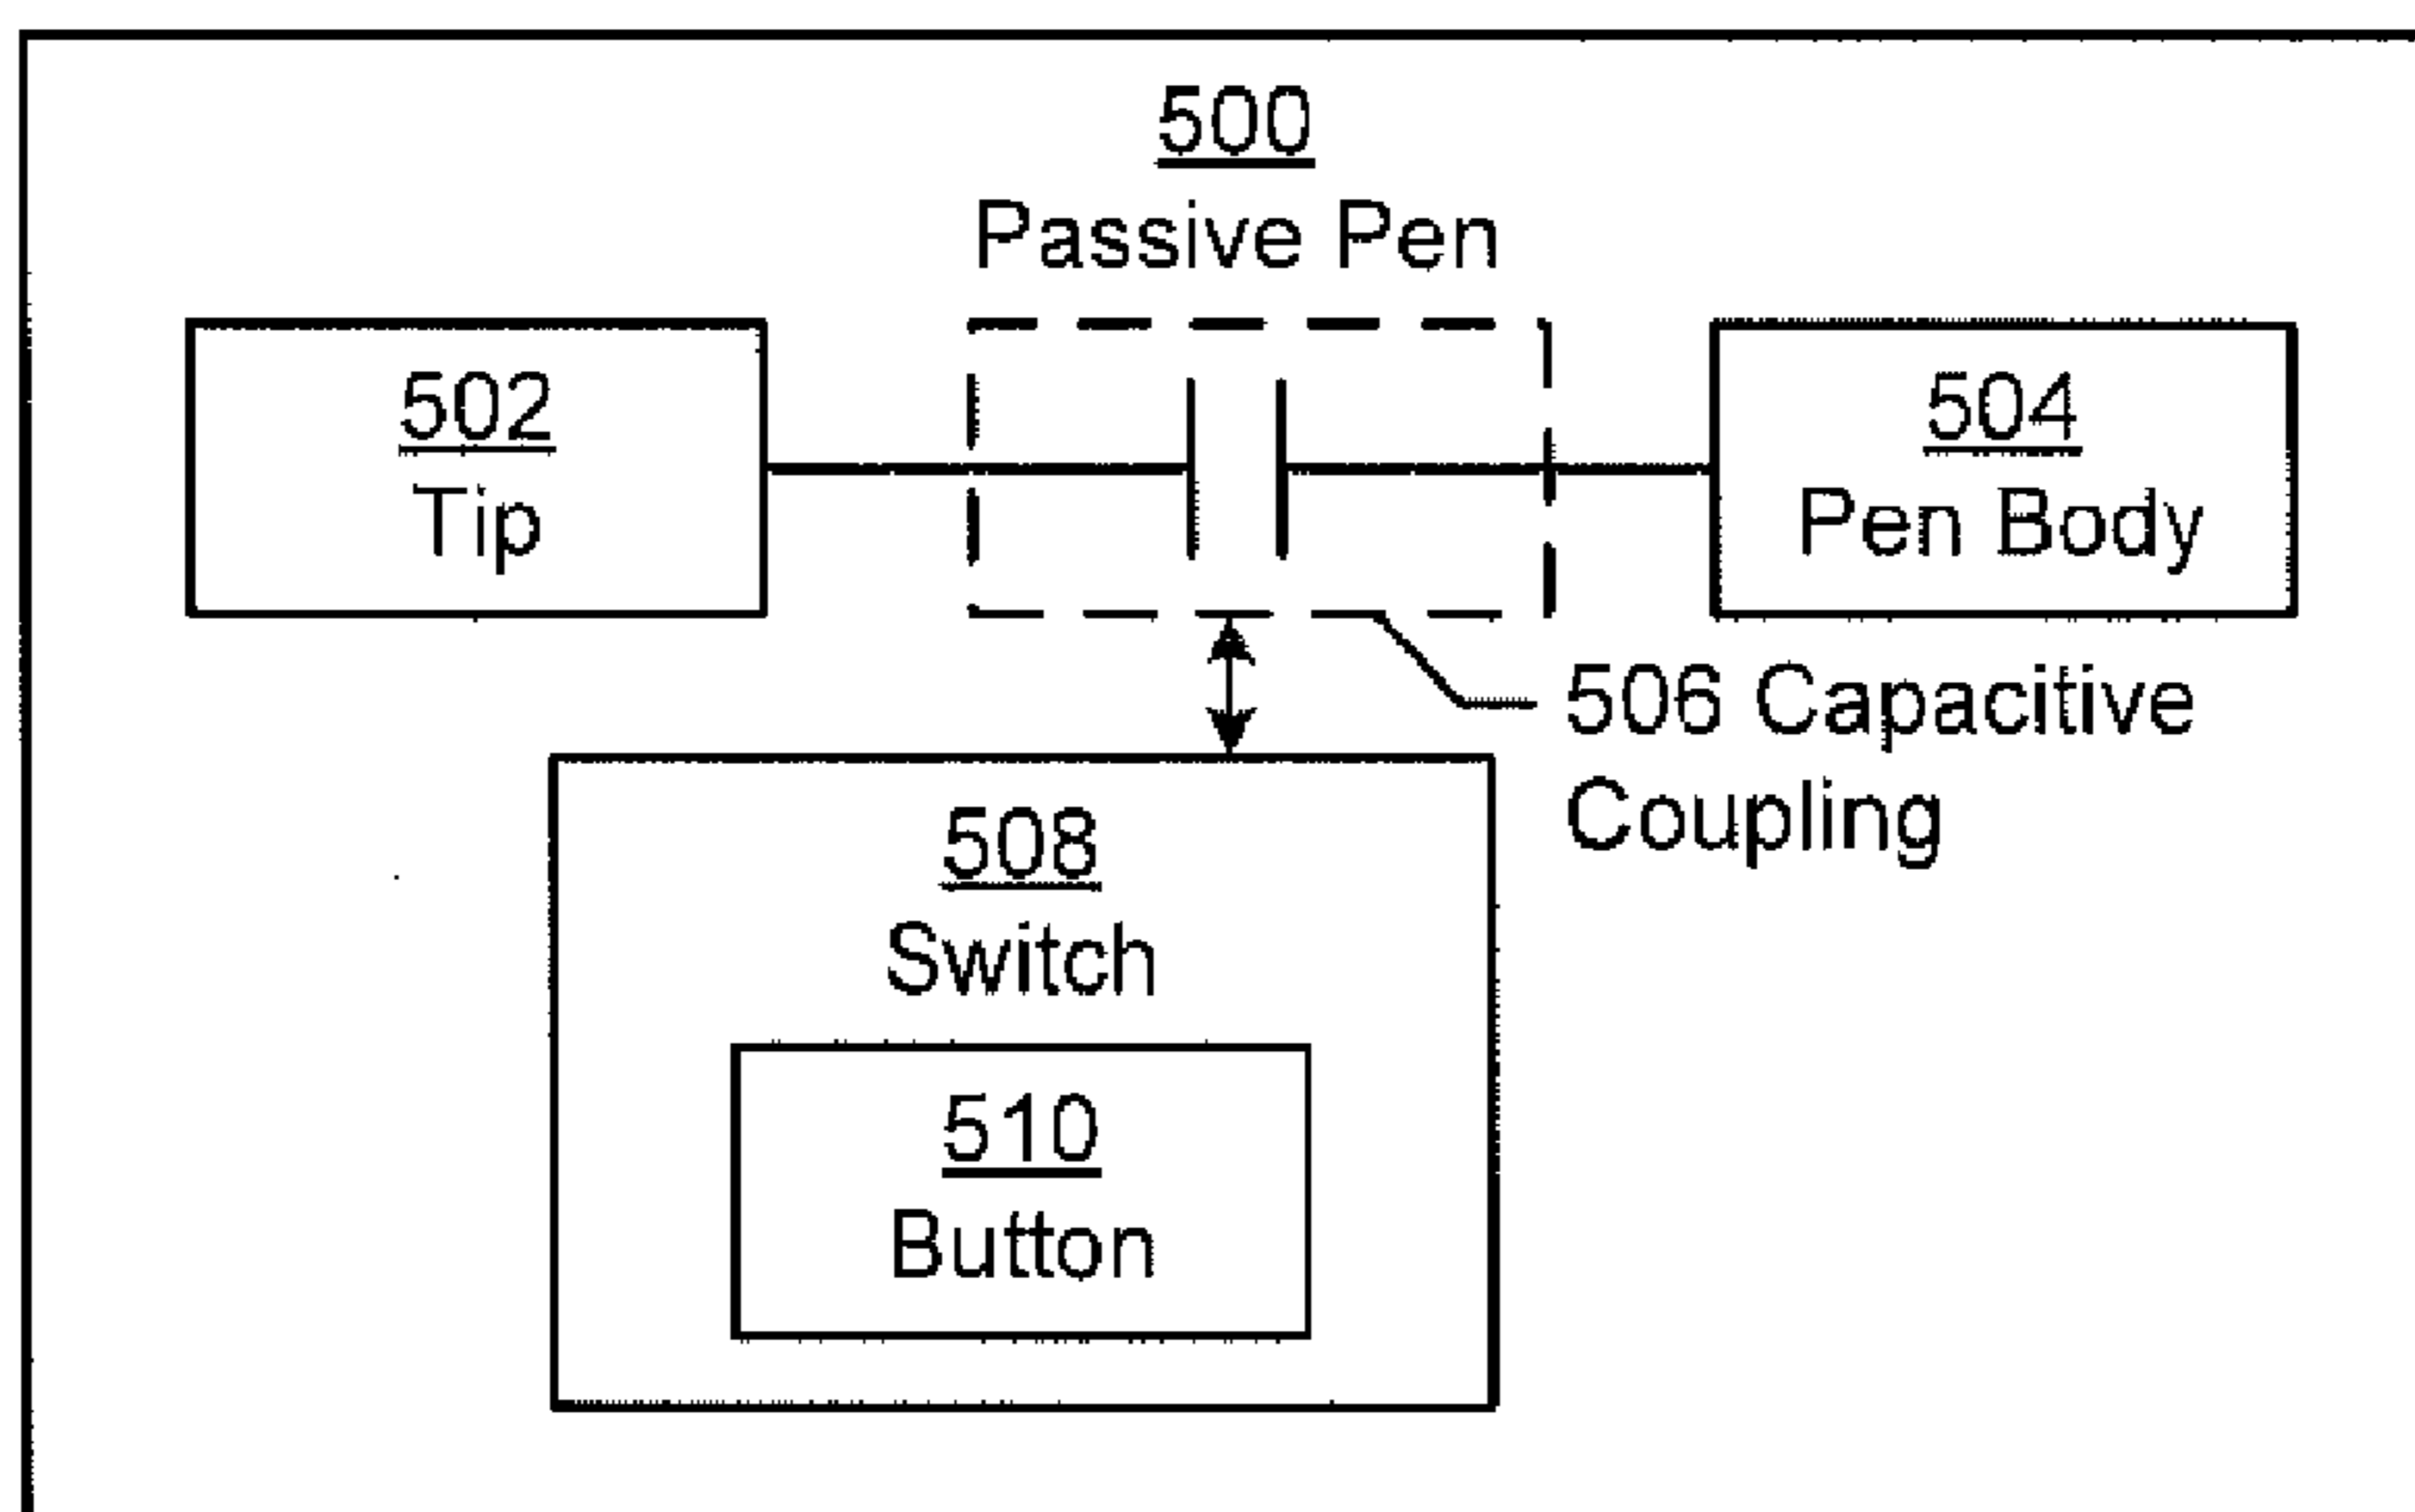 500
Passive Pen
502
Tip
504
Pen Body
506 Capacitive
Coupling
508
Switch
510
Button